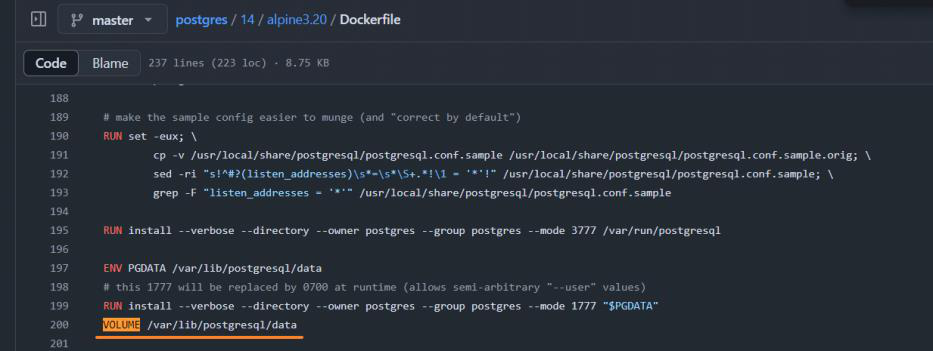 master postgres / 14 / alpine3.20 / Dockerfile
Code Blame 237 lines (223 loc) · 8.75 KB
188
189 # make the sample config easier to munge (and "correct by default")
190 RUN set -eux; \
191 cp -v /usr/local/share/postgresql/postgresql.conf.sample /usr/local/share/postgresql/postgresql.conf.sample.orig; \
192 sed -ri "s!^#?(listen_addresses)\s*=\s*\S+.*!\1 = '*'!" /usr/local/share/postgresql/postgresql.conf.sample; \
193 grep -F "listen_addresses = '*'" /usr/local/share/postgresql/postgresql.conf.sample
194
195 RUN install --verbose --directory --owner postgres --group postgres --mode 3777 /var/run/postgresql
196
197 ENV PGDATA /var/lib/postgresql/data
198 # this 1777 will be replaced by 0700 at runtime (allows semi-arbitrary "--user" values)
199 RUN install --verbose --directory --owner postgres --group postgres --mode 1777 "$PGDATA"
200 VOLUME /var/lib/postgresql/data
201